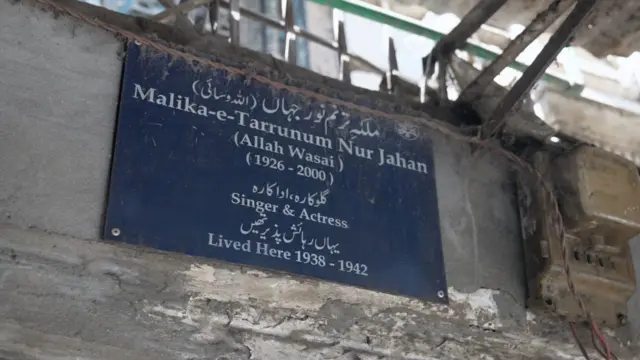 ملکہ ترنم نور جہاں (اللہ وسائی)
Malika-e-Tarrunum Nur Jahan
(Allah Wasai)
(1926 - 2000)
گلوکارہ، اداکارہ
Singer & Actress
یہاں رہائش پذیر تھیں
Lived Here 1938 - 1942